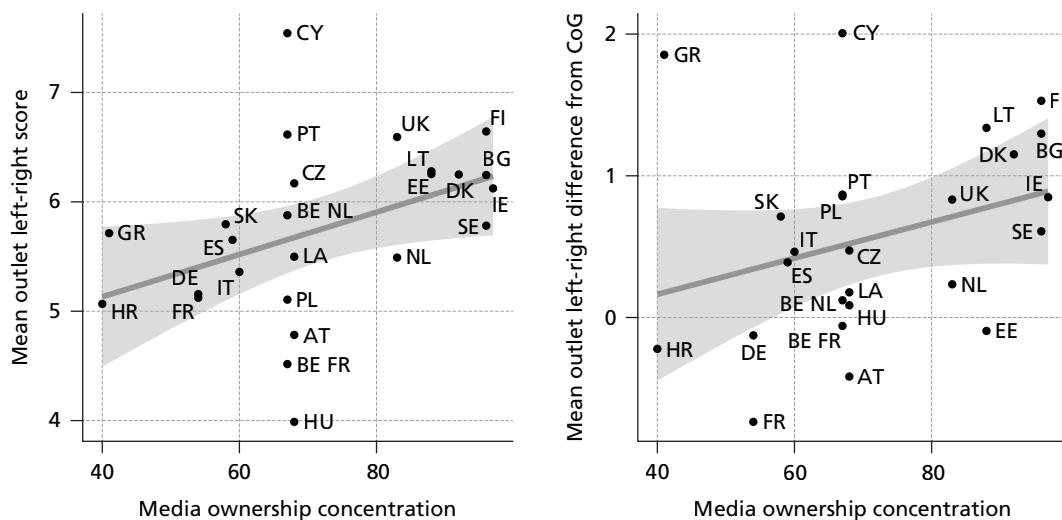 Mean outlet left-right score
7
6
5
4
CY
PT
UK
FI
CZ
LT
BG
EE
DK
IE
BE NL
SK
GR
ES
SE
LA
NL
DE
IT
PL
HR
FR
AT
BE FR
HU
40
60
80
Media ownership concentration
Mean outlet left-right difference from CoG
2
1
0
CY
GR
F
LT
BG
DK
PT
IE
UK
PL
SK
SE
IT
CZ
ES
NL
LA
BE NL
HU
EE
BE FR
DE
HR
AT
FR
40
60
80
Media ownership concentration